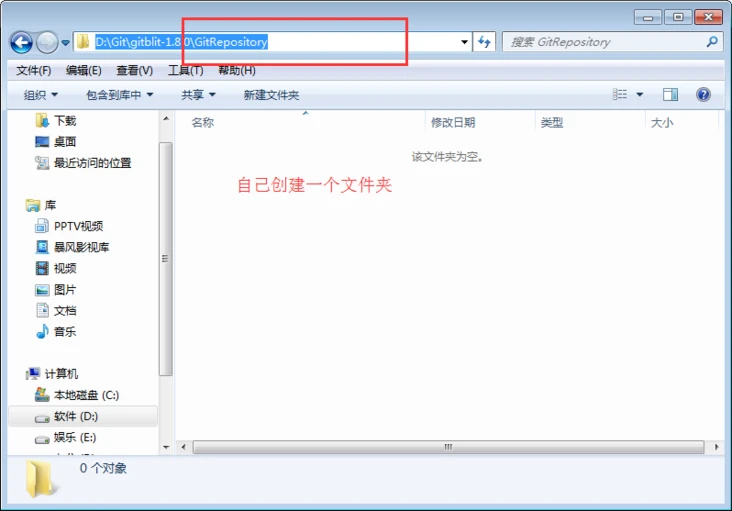 D:\Git\gitblit-1.8.0\GitRepository
搜索 GitRepository
文件(F) 编辑(E) 查看(V) 工具(T) 帮助(H)
组织 包含到库中 共享 新建文件夹
下载
桌面
最近访问的位置
库
PPTV视频
暴风影视库
视频
图片
文档
音乐
计算机
本地磁盘 (C:)
软件 (D:)
娱乐 (E:)
名称 修改日期 类型 大小
该文件夹为空。
自己创建一个文件夹
0 个对象